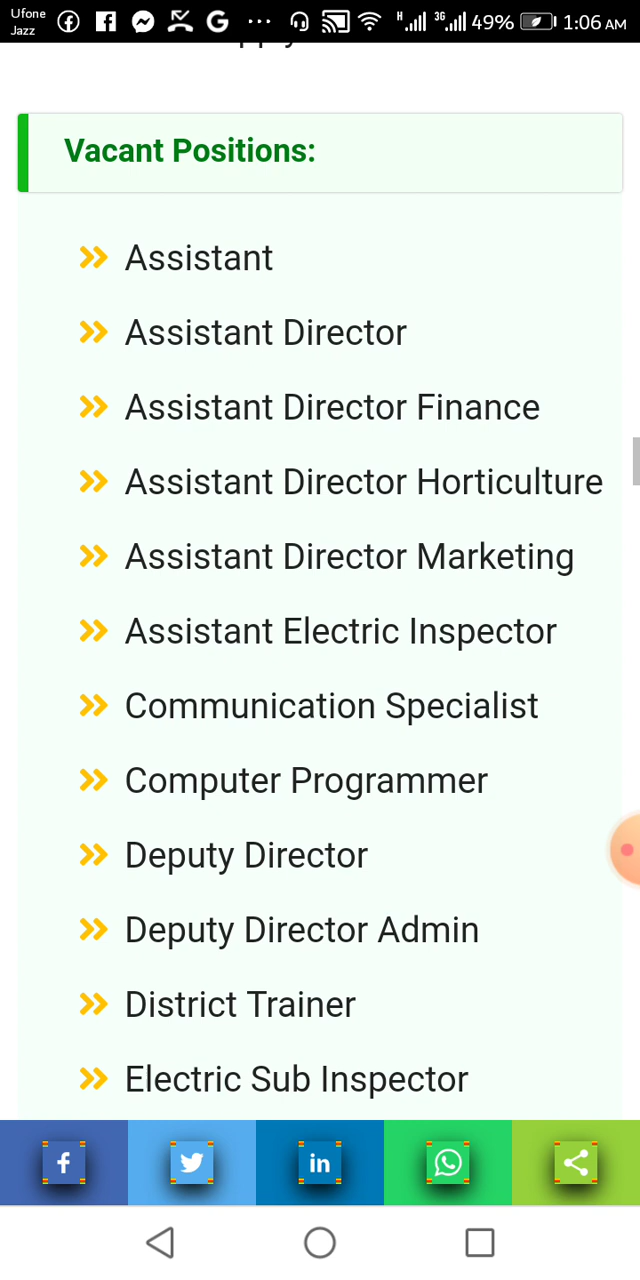 Ufone
Jazz
H
3G
49%
1:06 AM
Vacant Positions:
Assistant
Assistant Director
Assistant Director Finance
Assistant Director Horticulture
Assistant Director Marketing
Assistant Electric Inspector
Communication Specialist
Computer Programmer
Deputy Director
Deputy Director Admin
District Trainer
Electric Sub Inspector